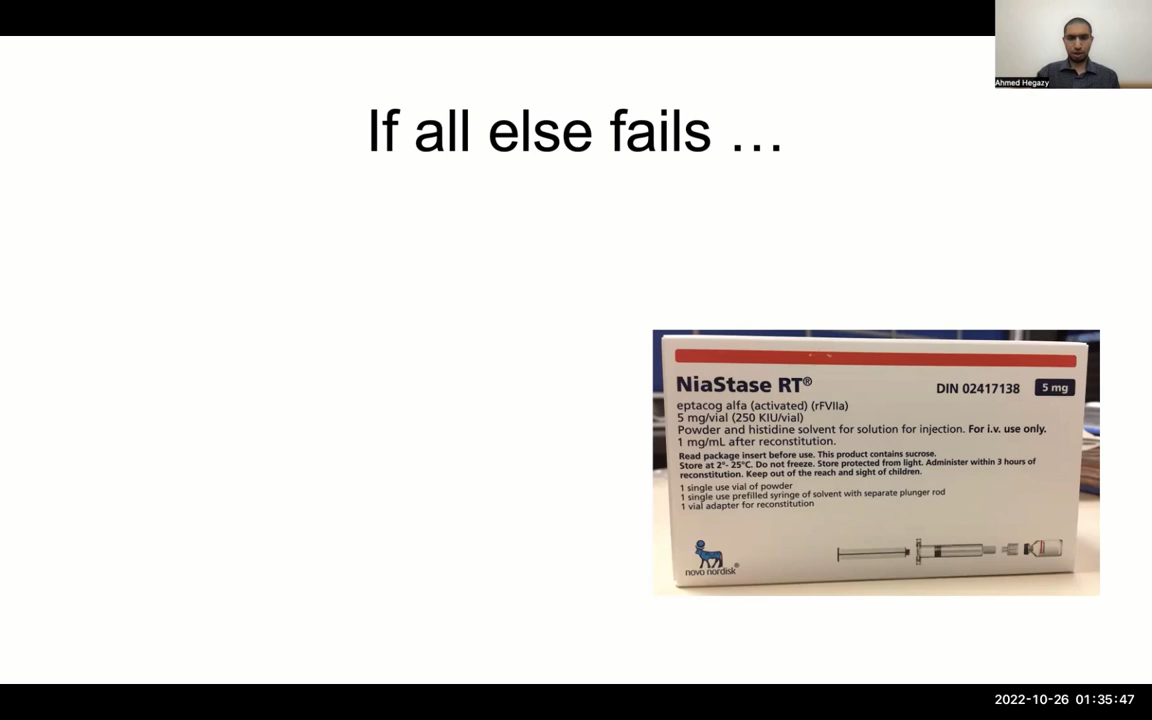 Ahmed Hegazy
If all else fails ...
NiaStase RT®
DIN 02417138 5 mg
eptacog alfa (activated) (rFVIIa)
5 mg/vial (250 KIU/vial)
Powder and histidine solvent for solution for injection. For i.v. use only.
1 mg/mL after reconstitution.
Read package insert before use. This product contains sucrose.
Store at 2°- 25°C. Do not freeze. Store protected from light. Administer within 3 hours of
reconstitution. Keep out of the reach and sight of children.
1 single use vial of powder
1 single use prefilled syringe of solvent with separate plunger rod
1 vial adapter for reconstitution
novo nordisk®
2022-10-26 01:35:47